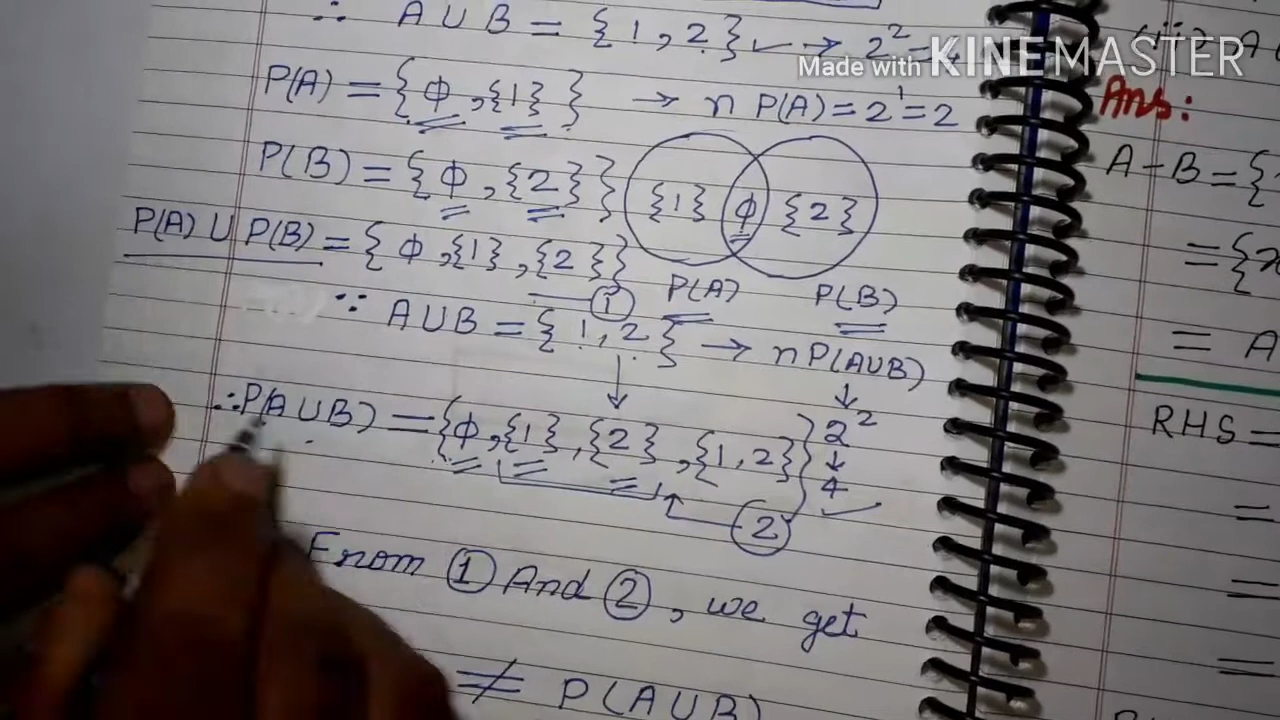 ∴ A∪B = {1, 2} ✓ → 2² =
Made with KINEMASTER
P(A) = {ϕ, {1}} → n P(A) = 2¹ = 2
P(B) = {ϕ, {2}}
{1} ϕ {2}
P(A) ∪ P(B) = {ϕ, {1}, {2}}
① P(A) P(B)
∵ A∪B = {1, 2} → n P(A∪B)
∴ P(A∪B) = {ϕ, {1}, {2}, {1, 2}}
2²
4 ✓
②
From ① And ②, we get
≠ P(A∪B)
Ans:
A − B = {
= {x
= A
RHS =
=
=
=